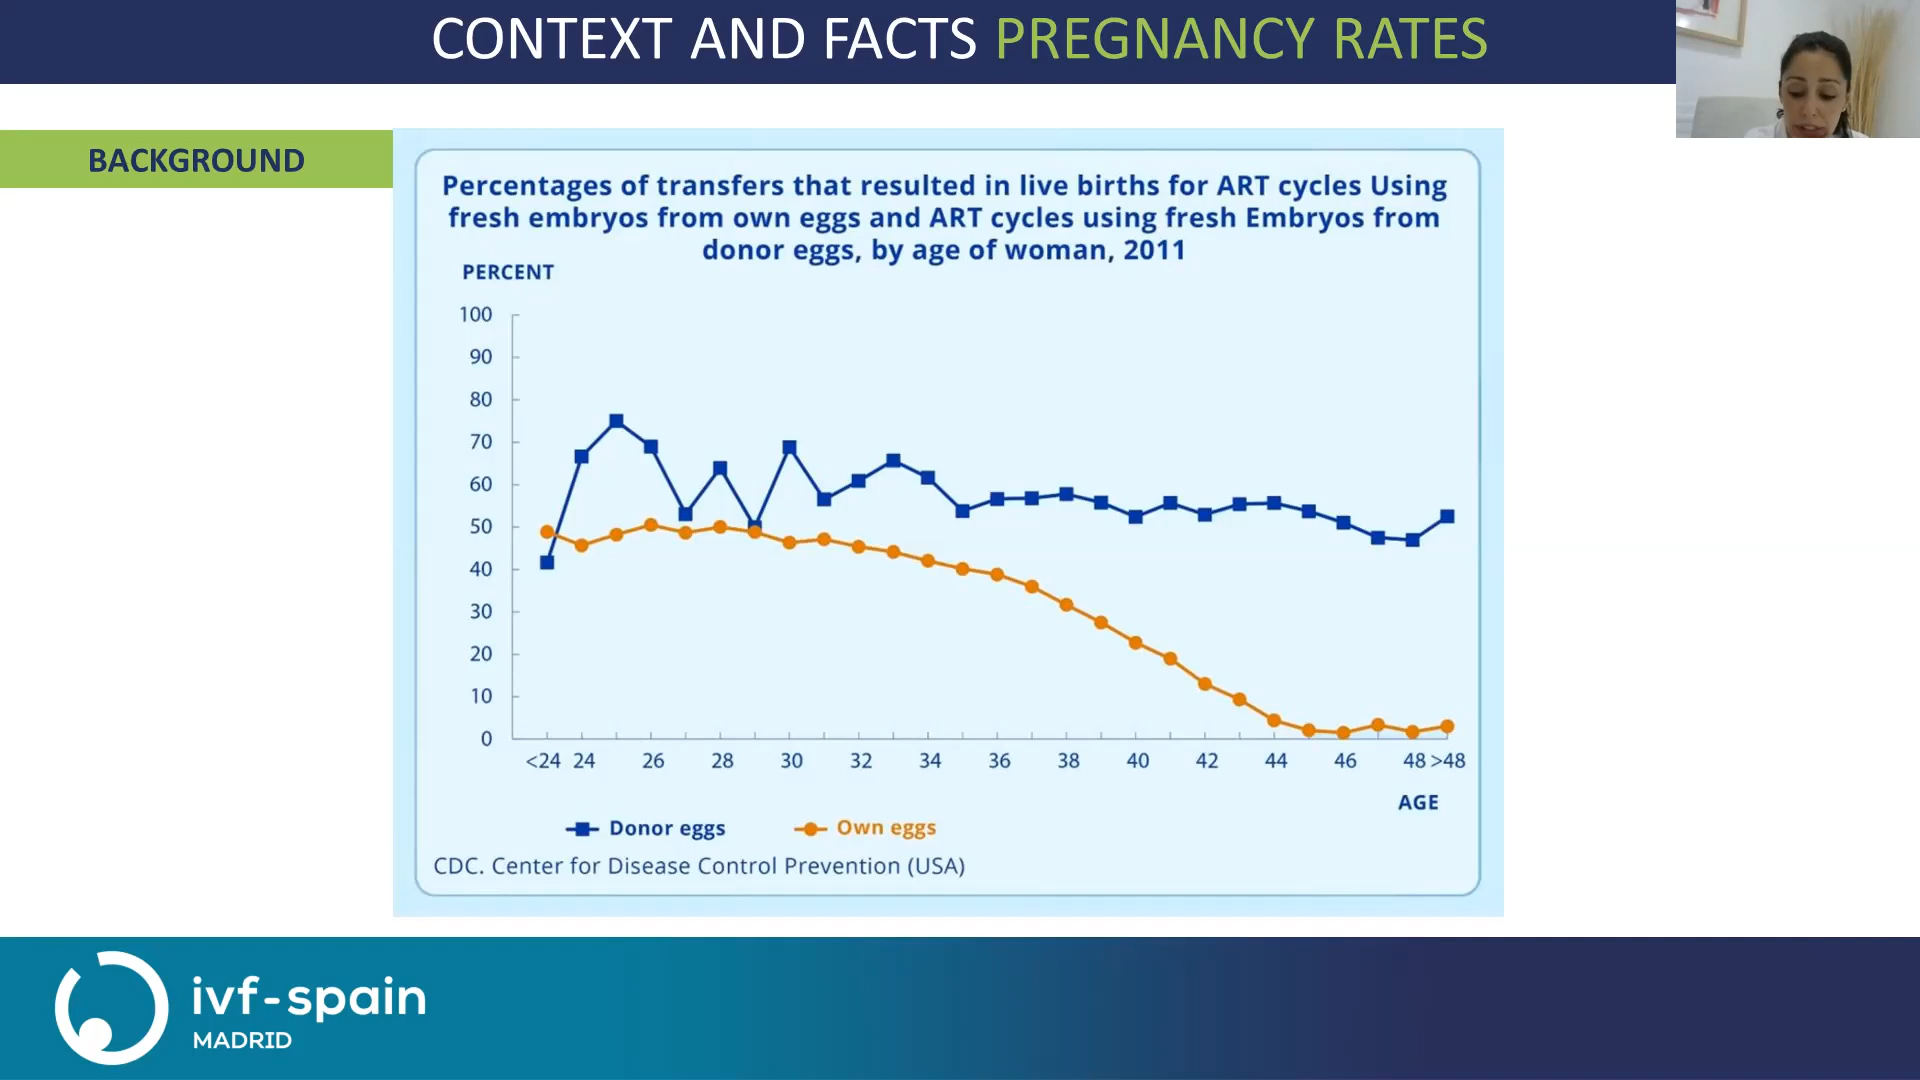 CONTEXT AND FACTS PREGNANCY RATES
BACKGROUND
Percentages of transfers that resulted in live births for ART cycles Using
fresh embryos from own eggs and ART cycles using fresh Embryos from
donor eggs, by age of woman, 2011
PERCENT
100
90
80
70
60
50
40
30
20
10
0
<24 24 26 28 30 32 34 36 38 40 42 44 46 48 >48
AGE
Donor eggs Own eggs
CDC. Center for Disease Control Prevention (USA)
ivf-spain
MADRID